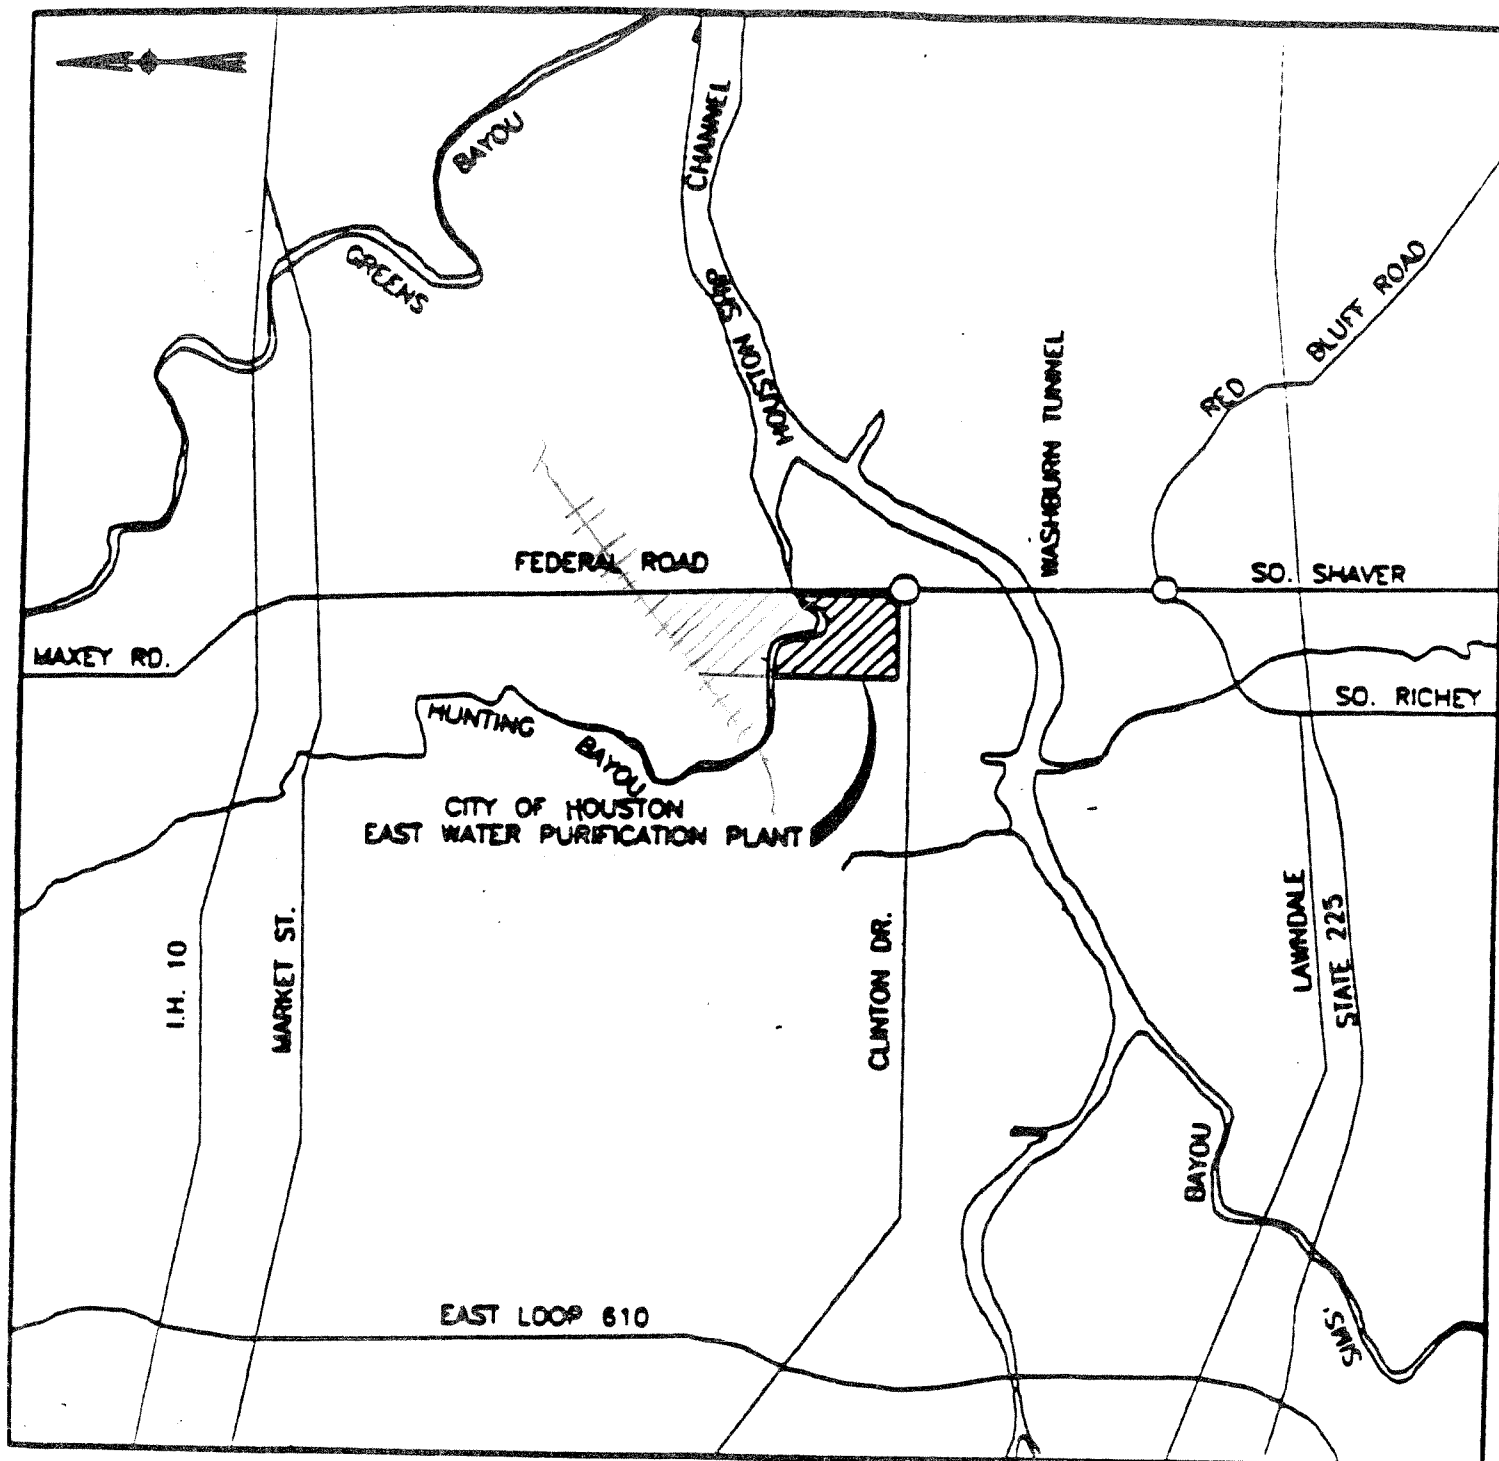 CHANNEL
BAYOU
GREENS
HOUSTON SHIP
BLUFF ROAD
RED
WASHBURN TUNNEL
FEDERAL ROAD
SO. SHAVER
MAXEY RD.
SO. RICHEY
HUNTING
BAYOU
CITY OF HOUSTON
EAST WATER PURIFICATION PLANT
I.H. 10
MARKET ST.
CLINTON DR.
LAWNDALE
STATE 225
BAYOU
SIMS'
EAST LOOP 610